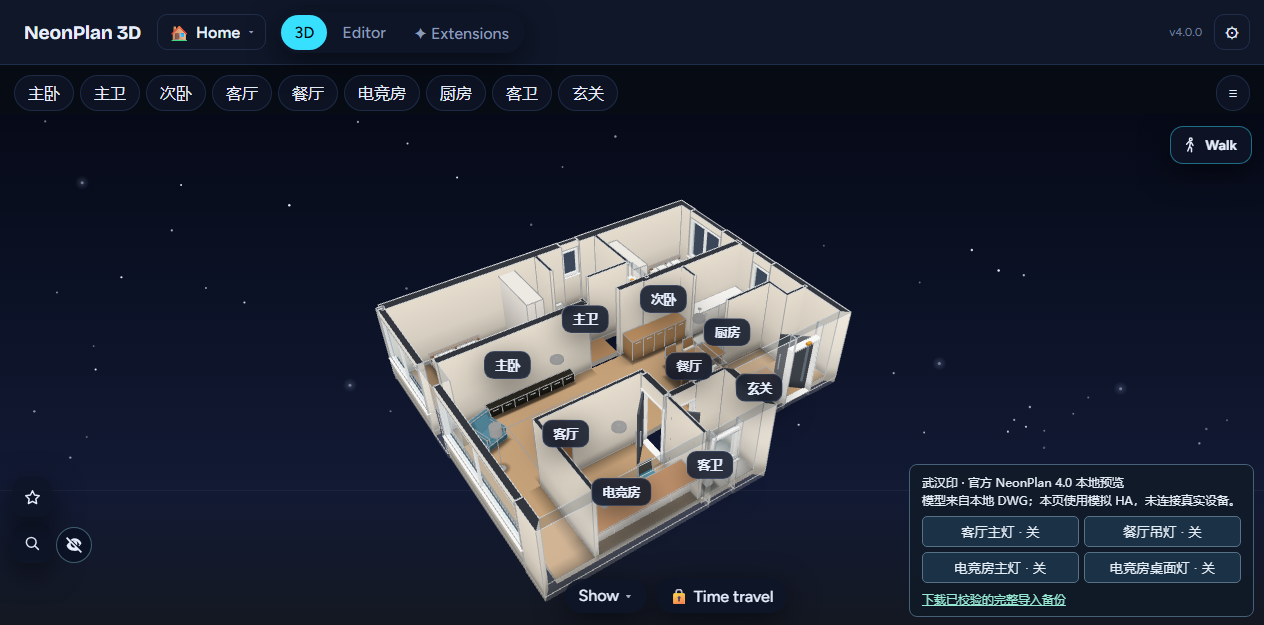 NeonPlan 3D
Home
3D
Editor
Extensions
v4.0.0
主卧
主卫
次卧
客厅
餐厅
电竞房
厨房
客卫
玄关
Walk
次卧
主卫
厨房
主卧
餐厅
玄关
客厅
客卫
电竞房
武汉印 · 官方 NeonPlan 4.0 本地预览
模型来自本地 DWG；本页使用模拟 HA，未连接真实设备。
客厅主灯 · 关
餐厅吊灯 · 关
电竞房主灯 · 关
电竞房桌面灯 · 关
下载已校验的完整导入备份
Show
Time travel